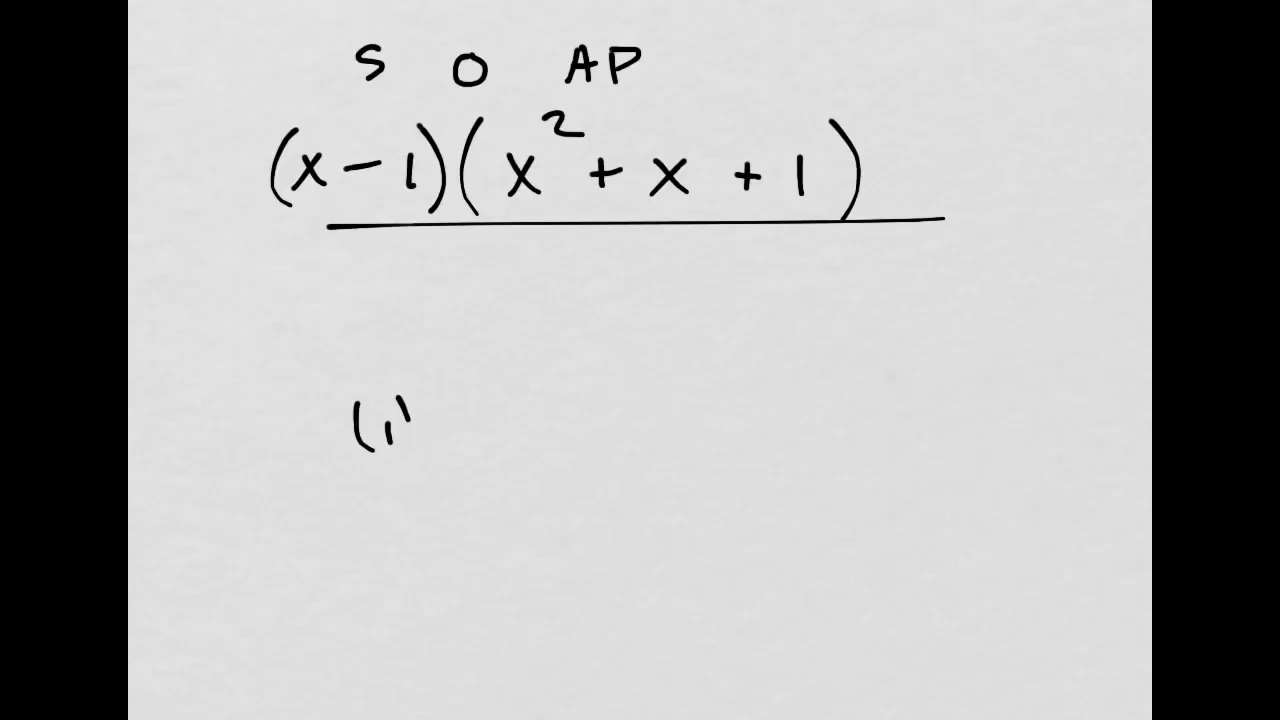 S O AP
(x - 1)(x² + x + 1)